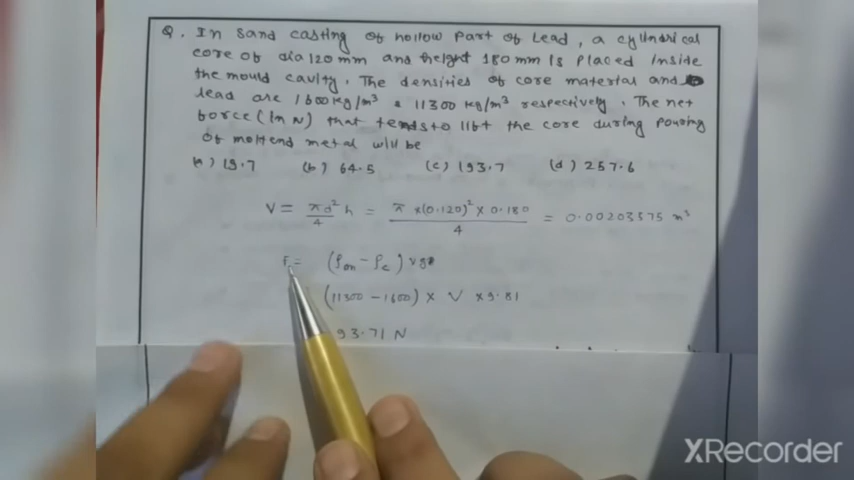 Q. In sand casting of hollow part of lead, a cylindrical
core of dia 120 mm and height 180 mm is placed inside
the mould cavity. The densities of core material and
lead are 1600 kg/m³ & 11300 kg/m³ respectively. The net
force (in N) that tends to lift the core during pouring
of moltend metal will be
(a) 19.7 (b) 64.5 (c) 193.7 (d) 257.6
V = πd²/4 h = π × (0.120)² × 0.180 / 4 = 0.00203575 m³
F = (ρm - ρc) vg
(11300 - 1600) × V × 9.81
93.71 N
XRecorder